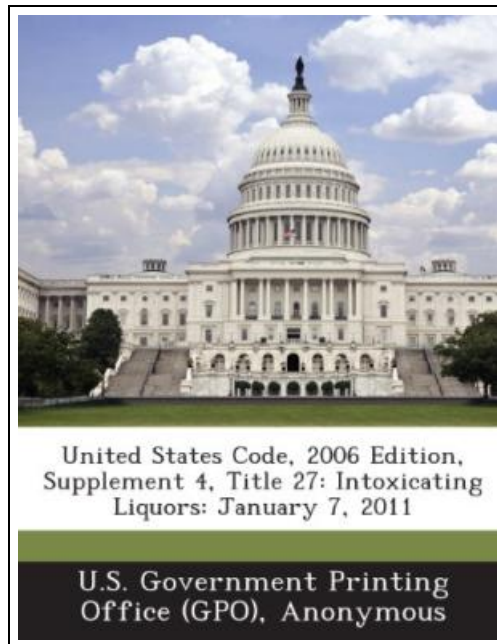 United States Code, 2006 Edition,
Supplement 4, Title 27: Intoxicating
Liquors: January 7, 2011
U.S. Government Printing
Office (GPO), Anonymous